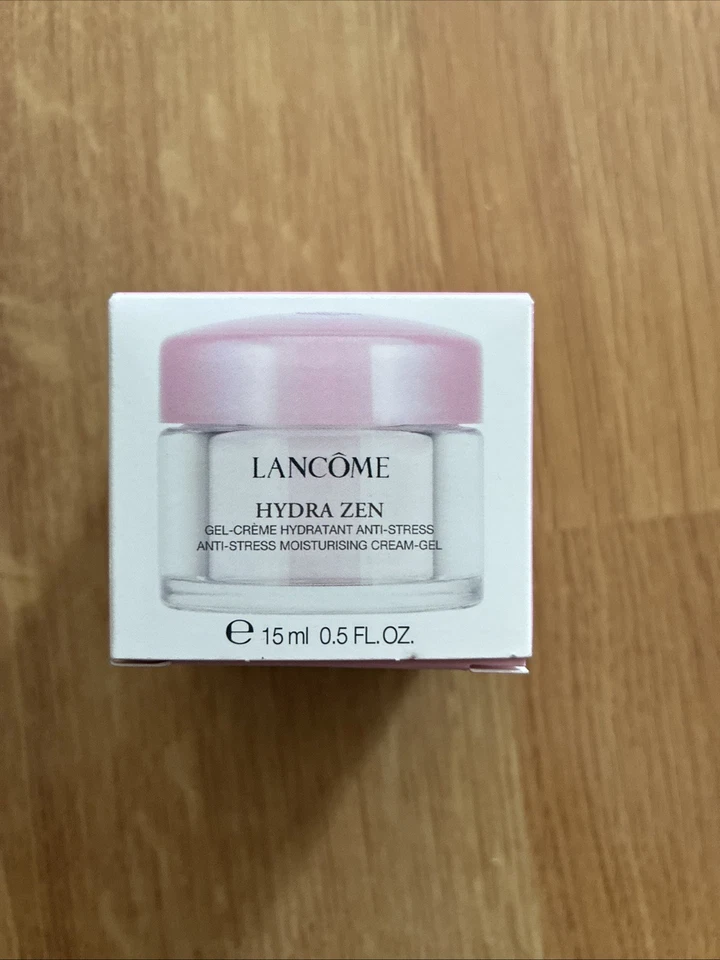 LANCÔME
HYDRA ZEN
GEL-CRÈME HYDRATANT ANTI-STRESS
ANTI-STRESS MOISTURISING CREAM-GEL
℮ 15 ml 0.5 FL.OZ.